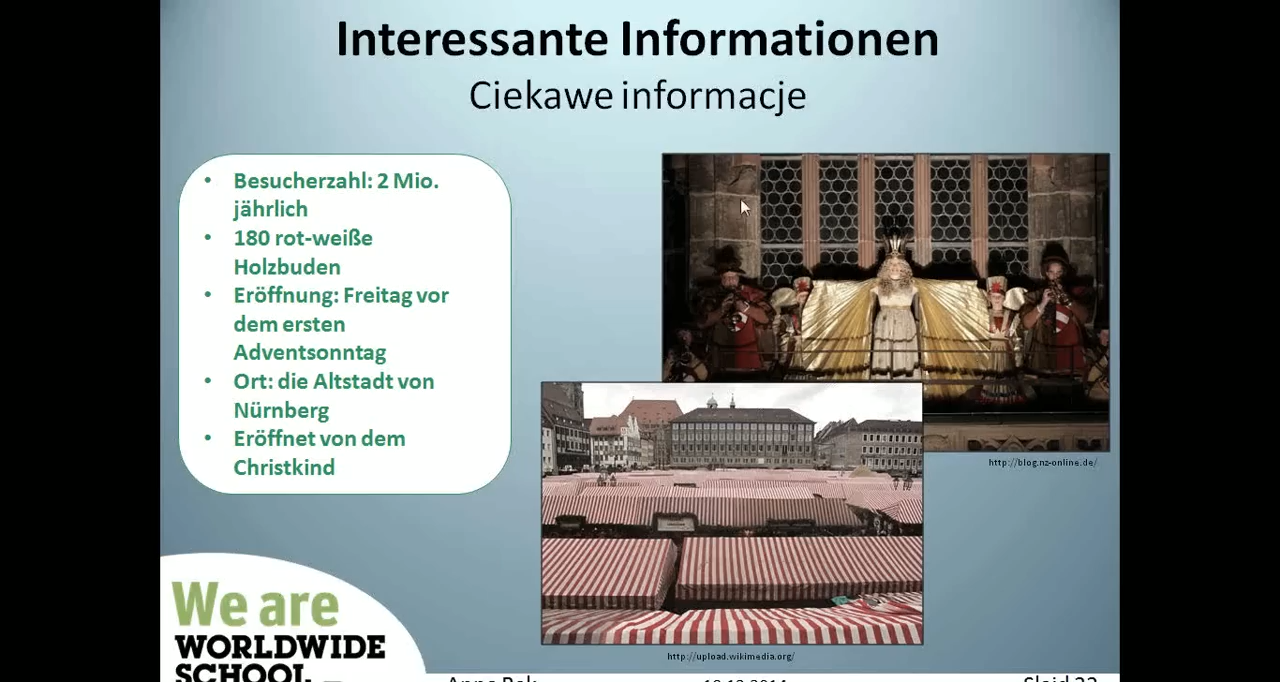 Interessante Informationen
Ciekawe informacje
• Besucherzahl: 2 Mio.
jährlich
• 180 rot-weiße
Holzbuden
• Eröffnung: Freitag vor
dem ersten
Adventsonntag
• Ort: die Altstadt von
Nürnberg
• Eröffnet von dem
Christkind
http://blog.nz-online.de/
http://upload.wikimedia.org/
We are
WORLDWIDE
SCHOOL